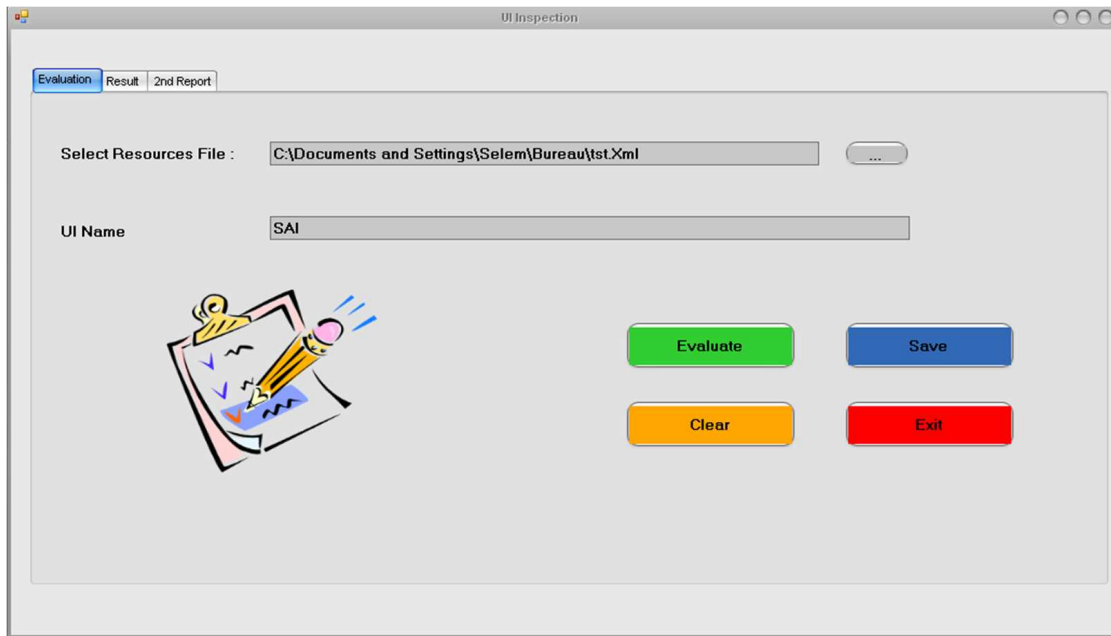 UI Inspection
Evaluation Result 2nd Report
Select Resources File : C:\Documents and Settings\Selem\Bureau\tst.Xml ...
UI Name SAI
Evaluate Save
Clear Exit